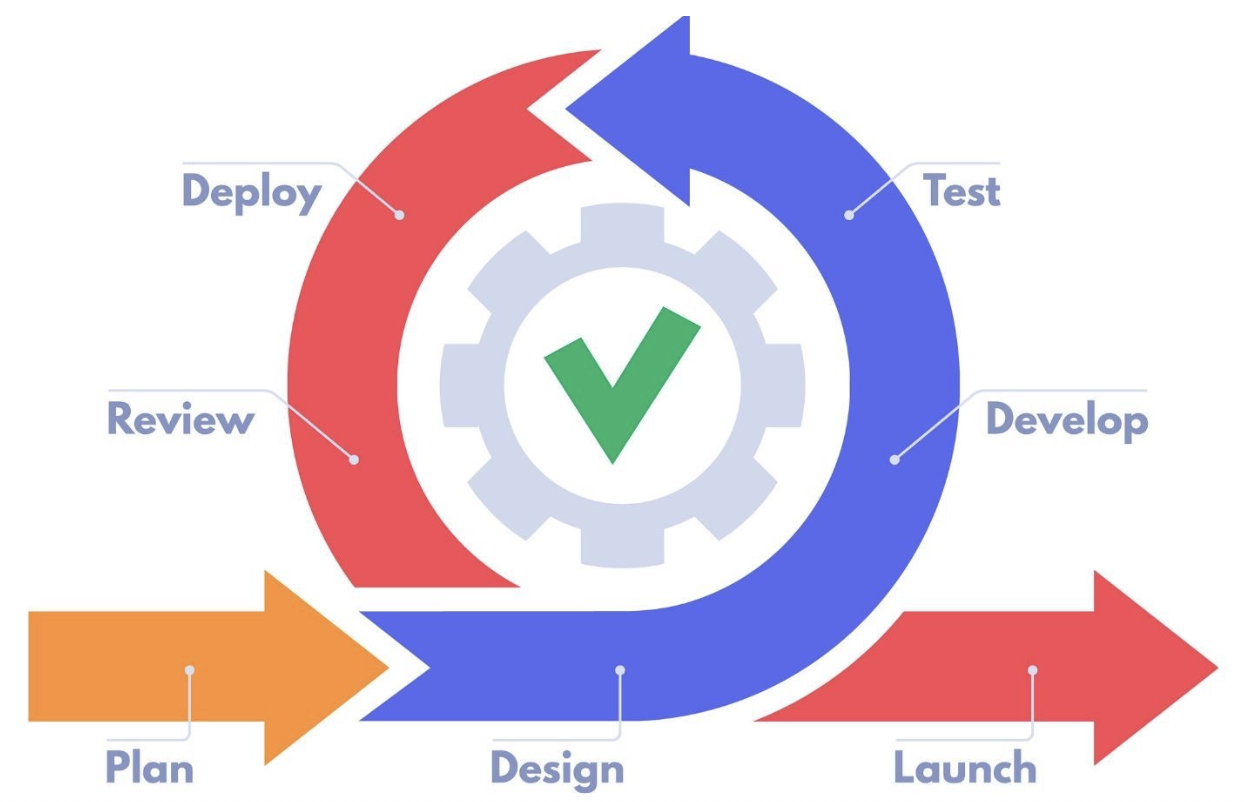 Deploy
Test
Review
Develop
Plan
Design
Launch